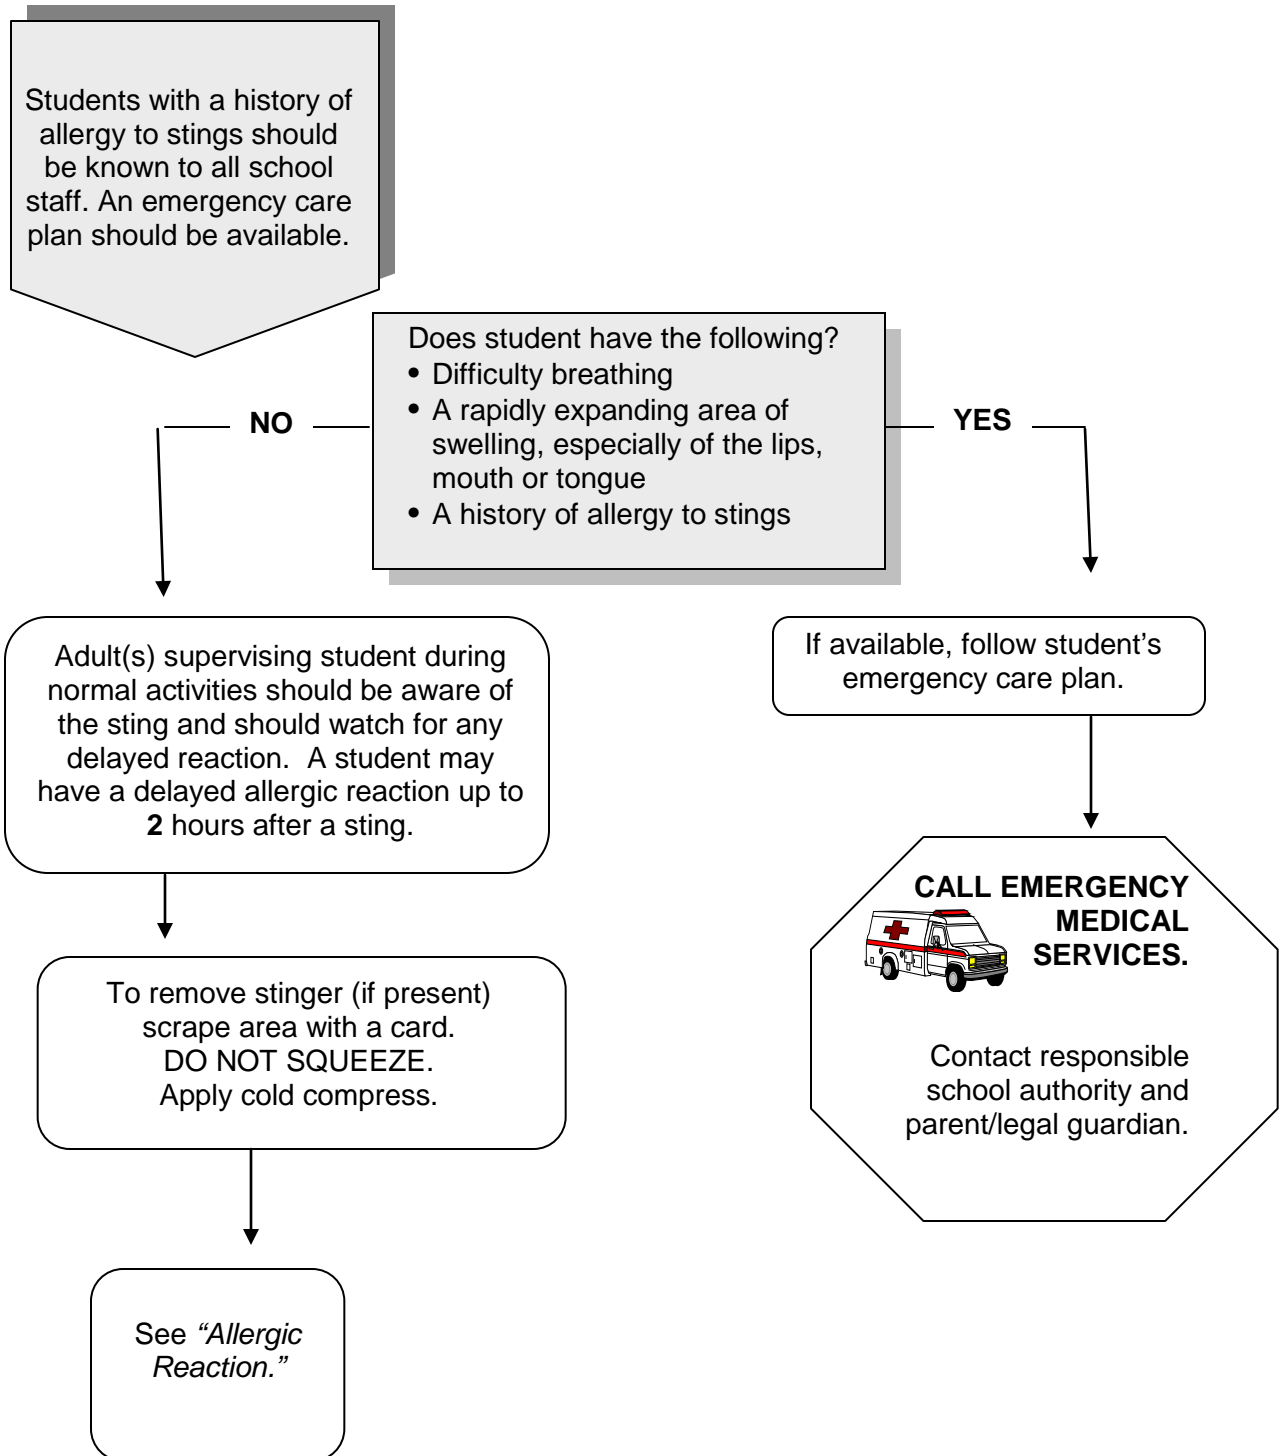 Students with a history of
allergy to stings should
be known to all school
staff. An emergency care
plan should be available.
Does student have the following?
• Difficulty breathing
• A rapidly expanding area of
swelling, especially of the lips,
mouth or tongue
• A history of allergy to stings
NO
YES
Adult(s) supervising student during
normal activities should be aware of
the sting and should watch for any
delayed reaction.  A student may
have a delayed allergic reaction up to
2 hours after a sting.
If available, follow student’s
emergency care plan.
To remove stinger (if present)
scrape area with a card.
DO NOT SQUEEZE.
Apply cold compress.
CALL EMERGENCY
MEDICAL
SERVICES.
Contact responsible
school authority and
parent/legal guardian.
See “Allergic
Reaction.”